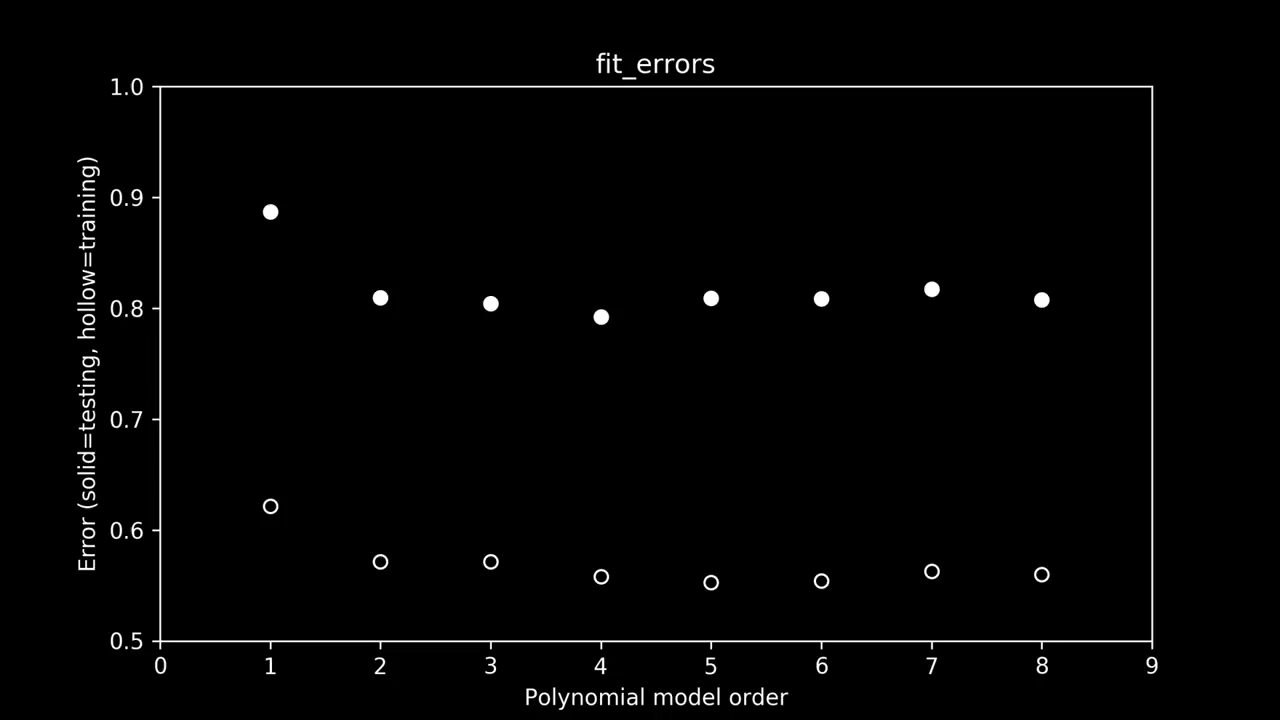 fit_errors
Error (solid=testing, hollow=training)
1.0
0.9
0.8
0.7
0.6
0.5
0 1 2 3 4 5 6 7 8 9
Polynomial model order